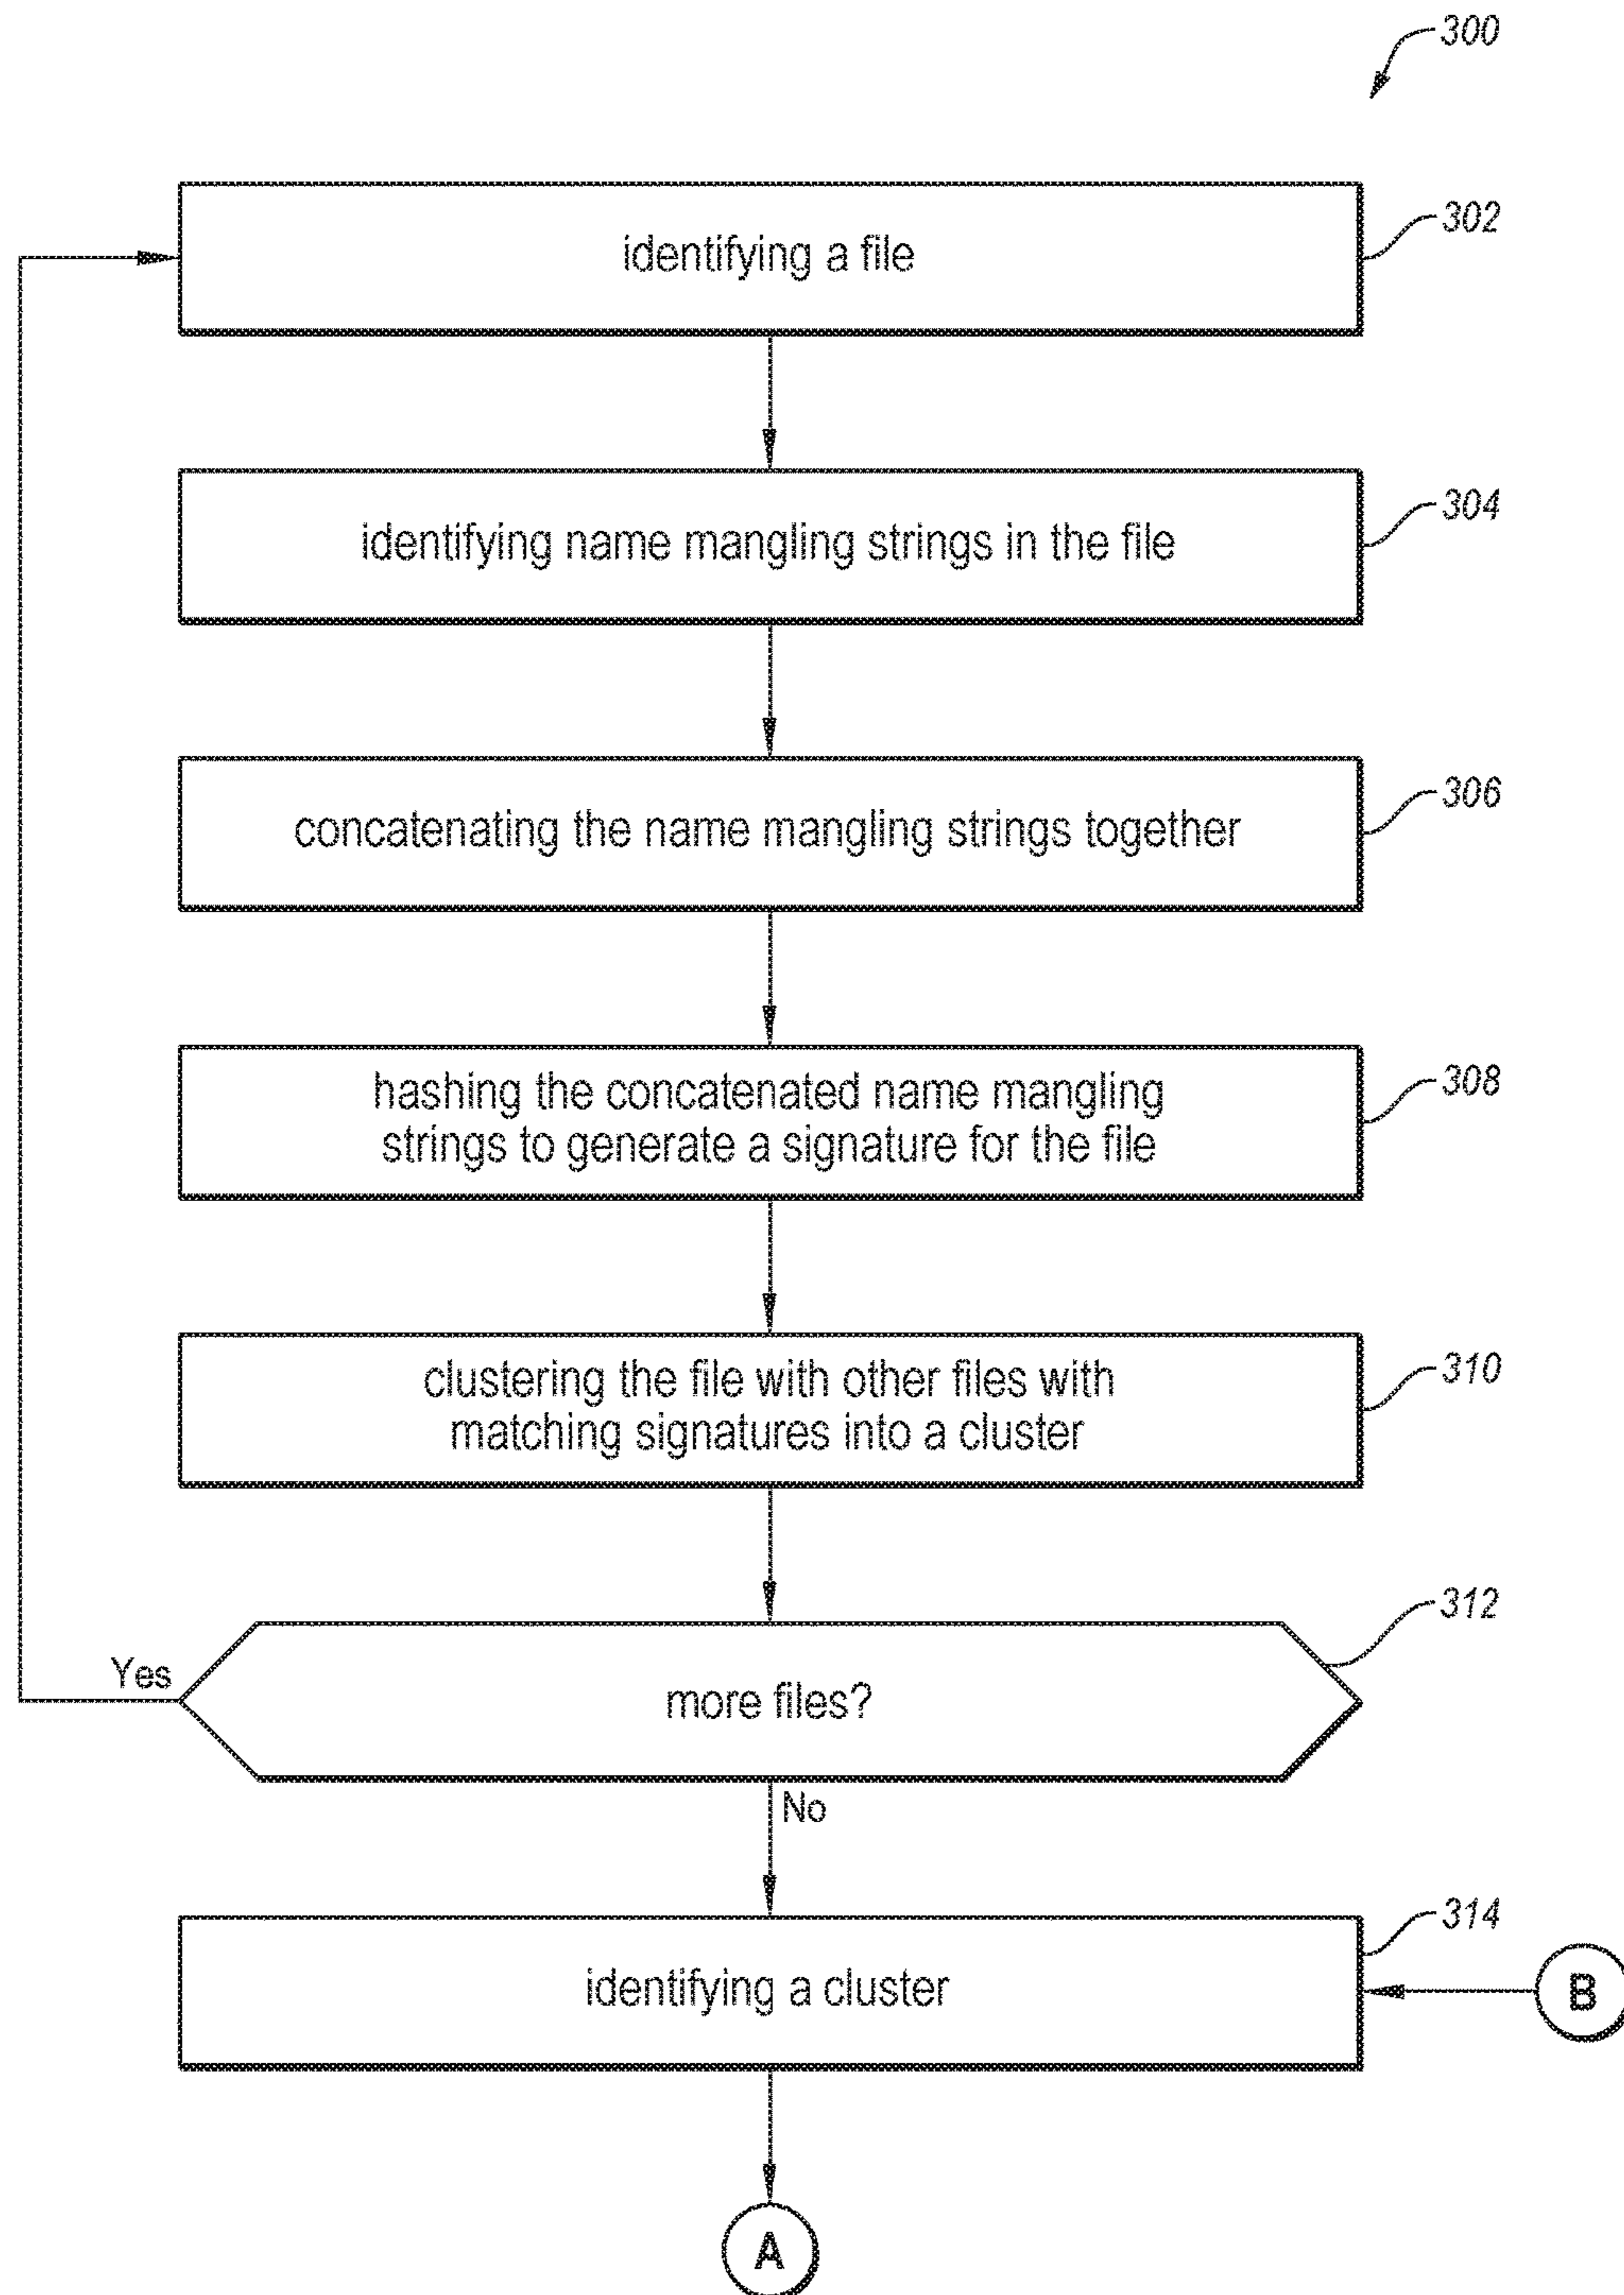 300
identifying a file
302
identifying name mangling strings in the file
304
concatenating the name mangling strings together
306
hashing the concatenated name mangling
strings to generate a signature for the file
308
clustering the file with other files with
matching signatures into a cluster
310
312
Yes
more files?
No
314
identifying a cluster
B
A